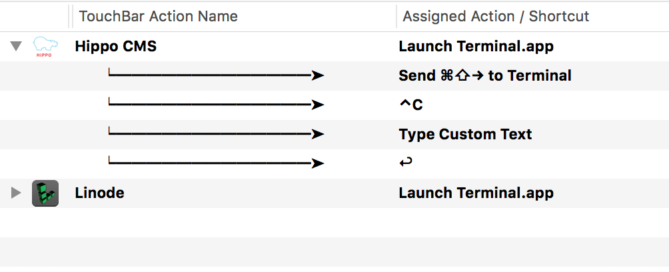 TouchBar Action Name Assigned Action / Shortcut
HIPPO Hippo CMS Launch Terminal.app
Send ⌘⇧→ to Terminal
^C
Type Custom Text
↩
Linode Launch Terminal.app